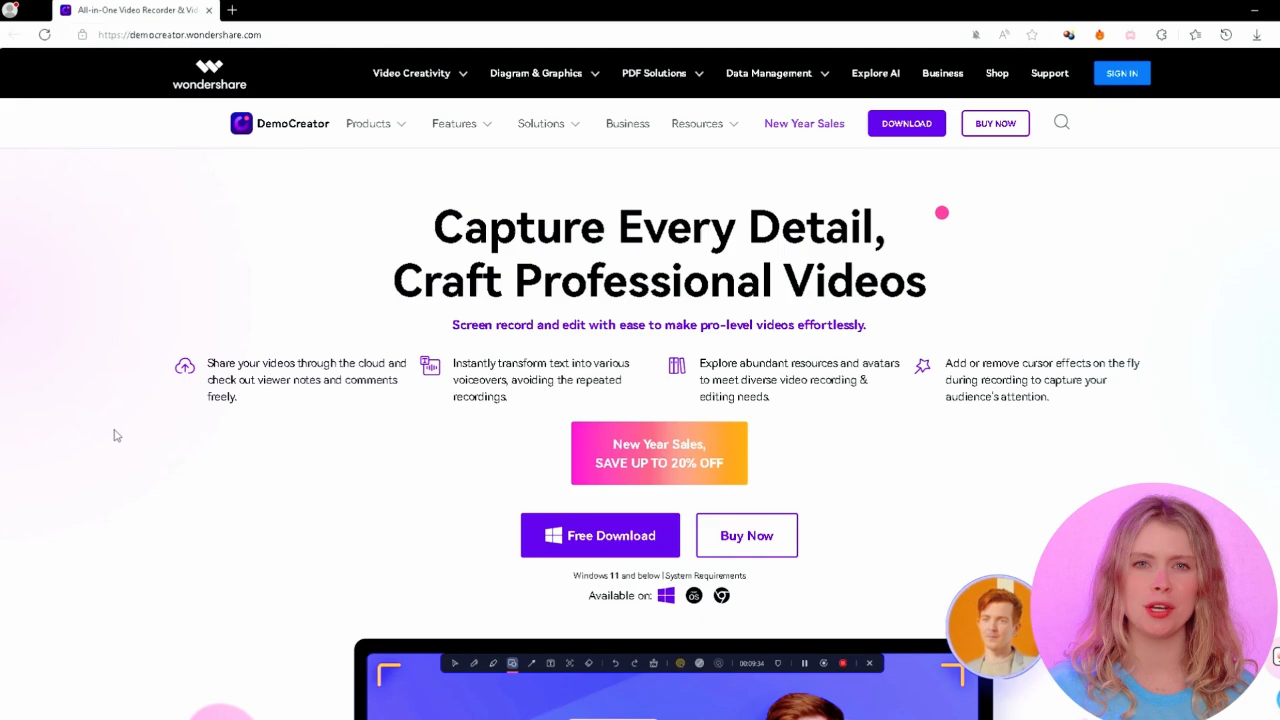 All-in-One Video Recorder & Vid
https://democreator.wondershare.com
wondershare
Video Creativity
Diagram & Graphics
PDF Solutions
Data Management
Explore AI
Business
Shop
Support
SIGN IN
DemoCreator
Products
Features
Solutions
Business
Resources
New Year Sales
DOWNLOAD
BUY NOW
Capture Every Detail,
Craft Professional Videos
Screen record and edit with ease to make pro-level videos effortlessly.
Share your videos through the cloud and
check out viewer notes and comments
freely.
Instantly transform text into various
voiceovers, avoiding the repeated
recordings.
Explore abundant resources and avatars
to meet diverse video recording &
editing needs.
Add or remove cursor effects on the fly
during recording to capture your
audience's attention.
New Year Sales,
SAVE UP TO 20% OFF
Free Download
Buy Now
Windows 11 and below | System Requirements
Available on:
OS
00:09:34